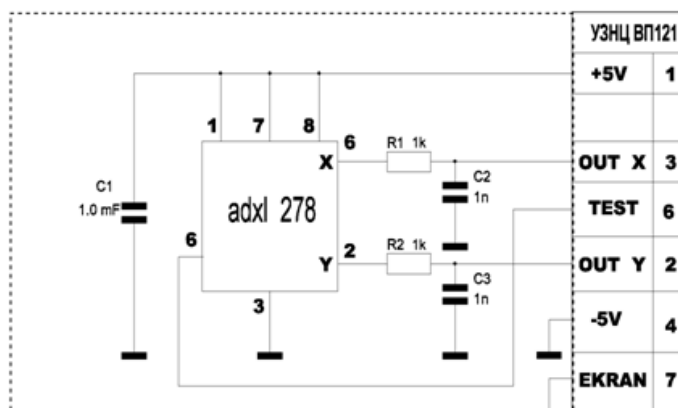 УЗНЦ ВП121
+5V 1
1 7 8
6
R1 1k
X
OUT X 3
C1
1.0 mF
C2
1n
adxl 278
TEST 6
6
2
R2 1k
Y
OUT Y 2
C3
1n
3
-5V 4
EKRAN 7